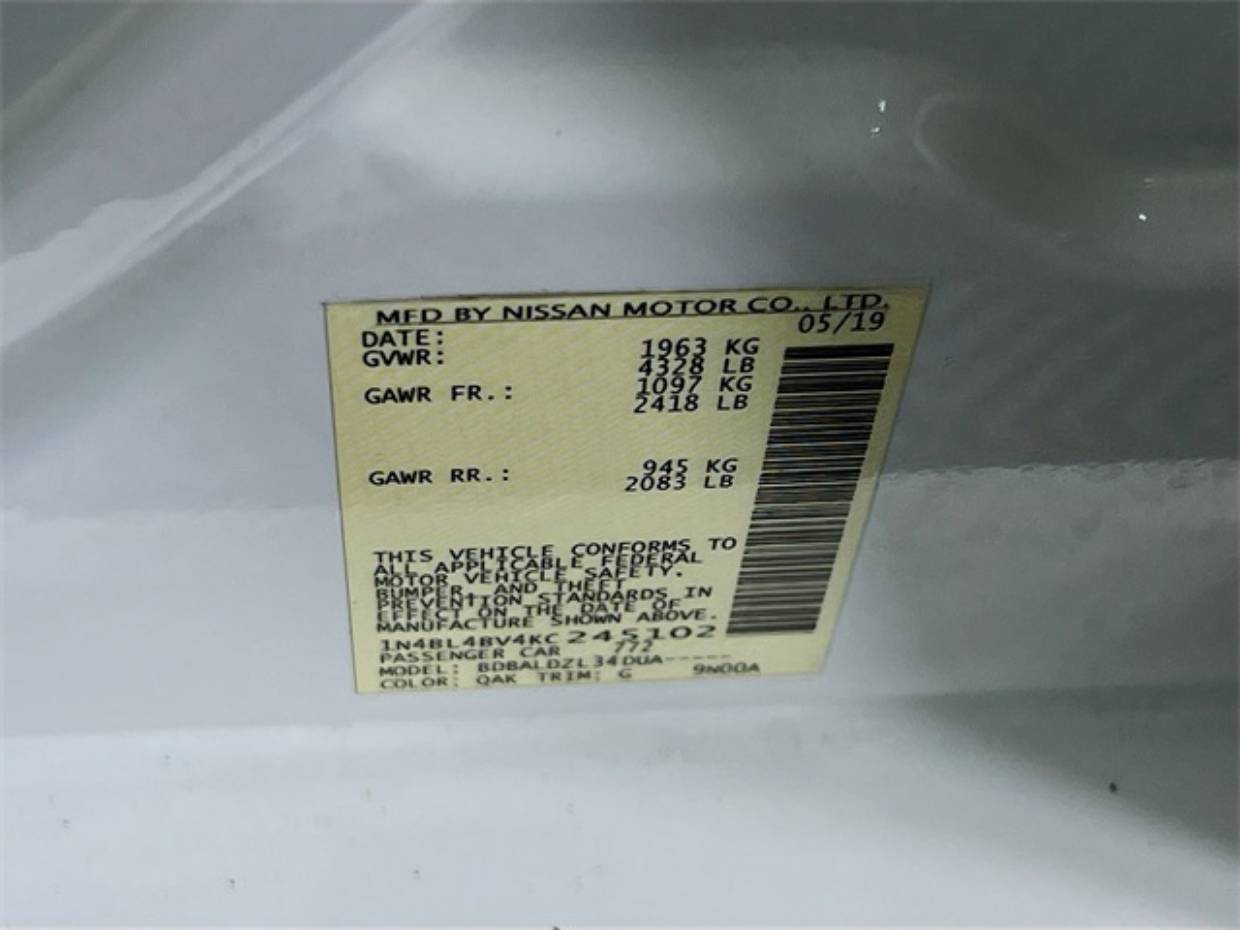 MFD BY NISSAN MOTOR CO., LTD.
DATE: 05/19
GVWR: 1963 KG
4328 LB
GAWR FR.: 1097 KG
2418 LB
GAWR RR.: 945 KG
2083 LB
THIS VEHICLE CONFORMS TO
ALL APPLICABLE FEDERAL
MOTOR VEHICLE SAFETY,
BUMPER, AND THEFT
PREVENTION STANDARDS IN
EFFECT ON THE DATE OF
MANUFACTURE SHOWN ABOVE.
1N4BL4BV4KC245102
PASSENGER CAR 772
MODEL: BDBALDZL34DUA-----
COLOR: QAK TRIM: G 9N00A